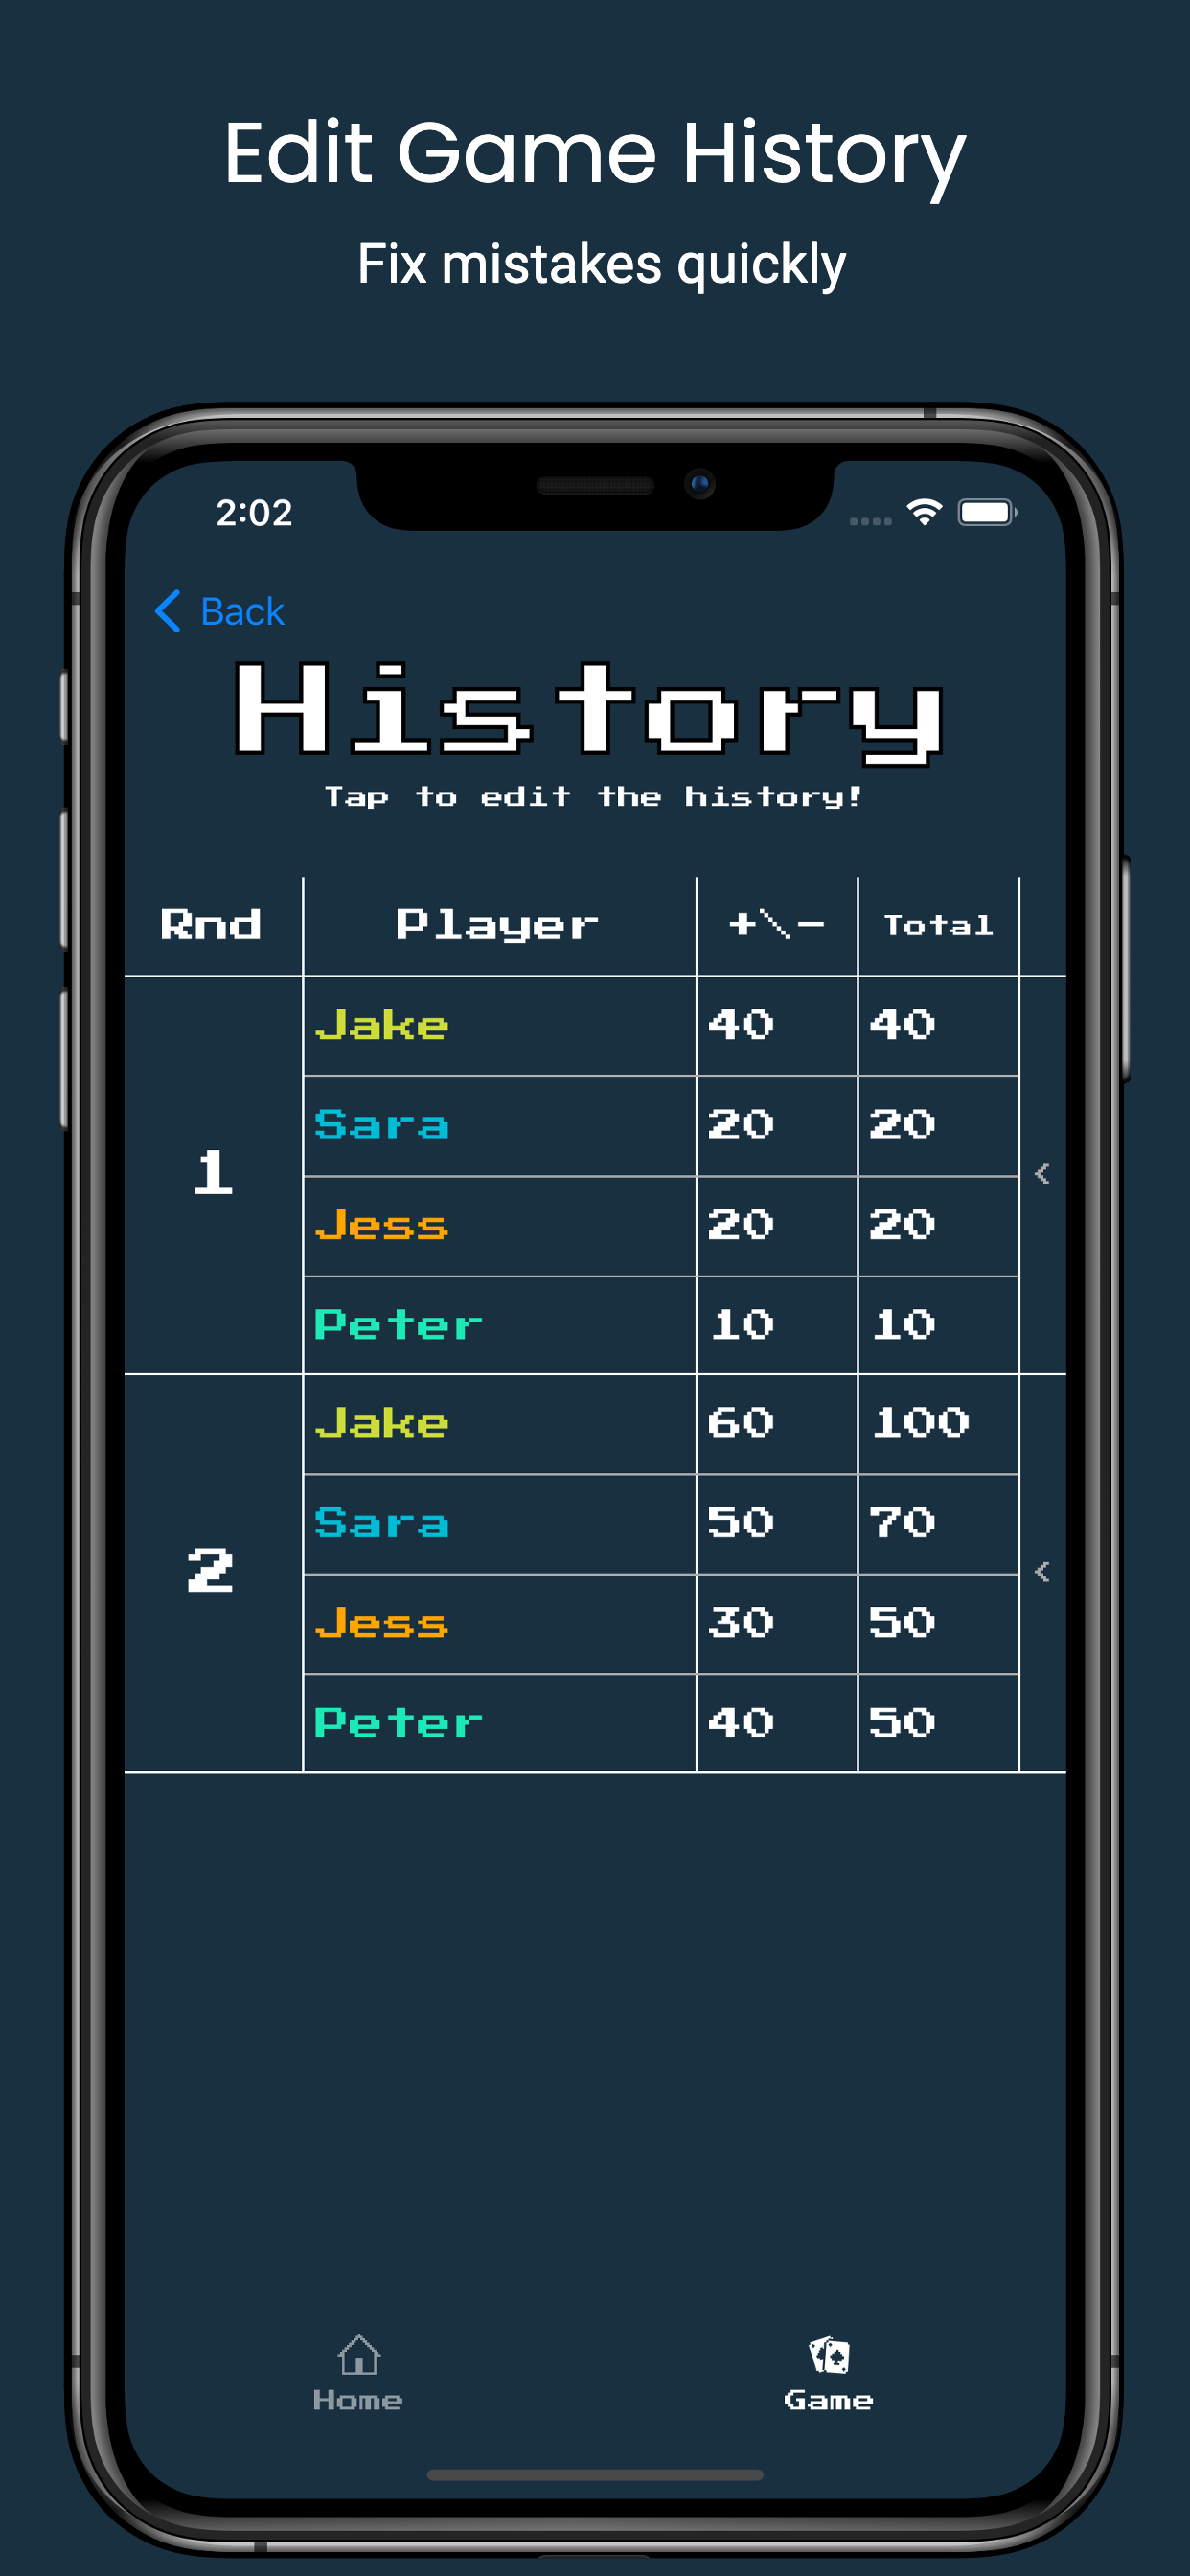 Edit Game History
Fix mistakes quickly
2:02
Back
History
Tap to edit the history!
Rnd Player +\- Total
1
Jake 40 40
Sara 20 20
Jess 20 20
Peter 10 10
2
Jake 60 100
Sara 50 70
Jess 30 50
Peter 40 50
Home Game